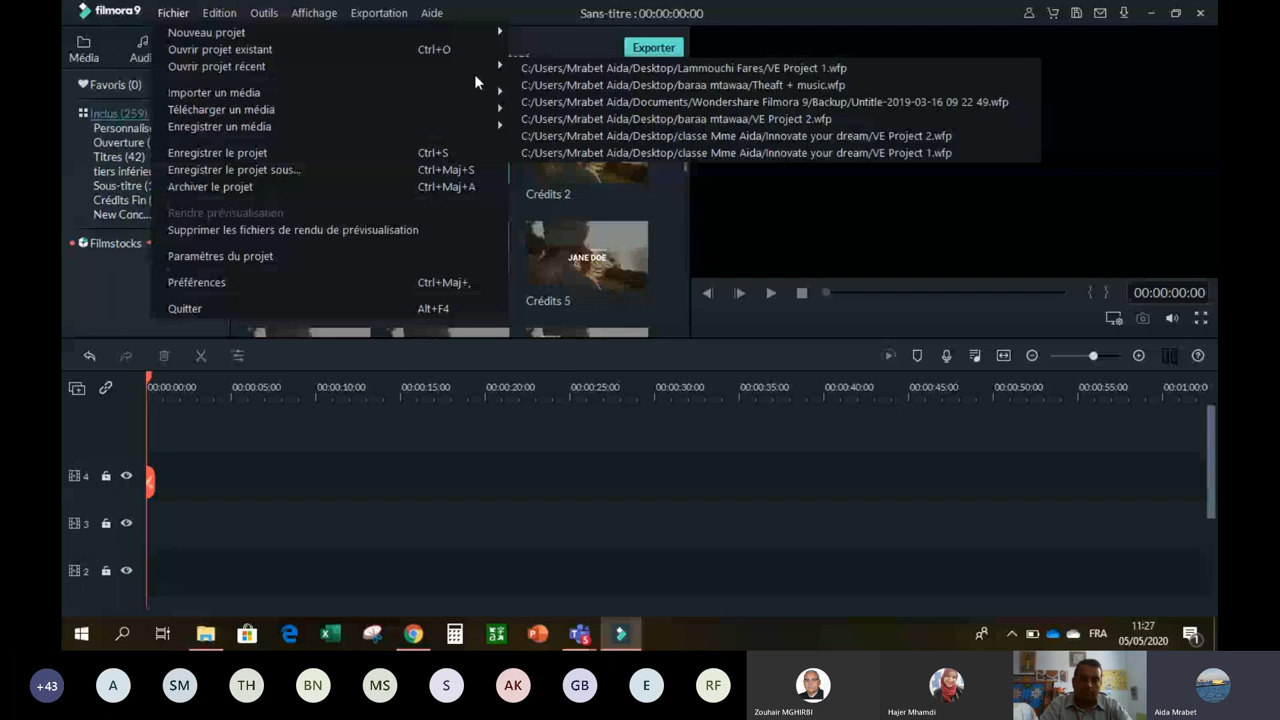 filmora 9 Fichier Edition Outils Affichage Exportation Aide Sans-titre : 00:00:00:00
Média
Exporter
Favoris (0)
Inclus (259)
Ouverture
Titres (42)
tiers inférieu
Sous-titre (
Crédits Fin (
New Conc...
Filmstocks
Nouveau projet
Ouvrir projet existant Ctrl+O
Ouvrir projet récent
Importer un média
Télécharger un média
Enregistrer un média
Enregistrer le projet Ctrl+S
Enregistrer le projet sous... Ctrl+Maj+S
Archiver le projet Ctrl+Maj+A
Rendre prévisualisation
Supprimer les fichiers de rendu de prévisualisation
Paramètres du projet
Préférences Ctrl+Maj+,
Quitter Alt+F4
C:/Users/Mrabet Aida/Desktop/Lammouchi Fares/VE Project 1.wfp
C:/Users/Mrabet Aida/Desktop/baraa mtawaa/Theaft + music.wfp
C:/Users/Mrabet Aida/Documents/Wondershare Filmora 9/Backup/Untitle-2019-03-16 09 22 49.wfp
C:/Users/Mrabet Aida/Desktop/baraa mtawaa/VE Project 2.wfp
C:/Users/Mrabet Aida/Desktop/classe Mme Aida/Innovate your dream/VE Project 2.wfp
C:/Users/Mrabet Aida/Desktop/classe Mme Aida/Innovate your dream/VE Project 1.wfp
Crédits 2
JANE DOE
Crédits 5
00:00:00:00
00:00:00:00 00:00:05:00 00:00:10:00 00:00:15:00 00:00:20:00 00:00:25:00 00:00:30:00 00:00:35:00 00:00:40:00 00:00:45:00 00:00:50:00 00:00:55:00 00:01:00:0
4
3
2
FRA
11:27
05/05/2020
1
+43 A SM TH BN MS S AK GB E RF
Zouhair MGHIRBI
Hajer Mhamdi
Aida Mrabet